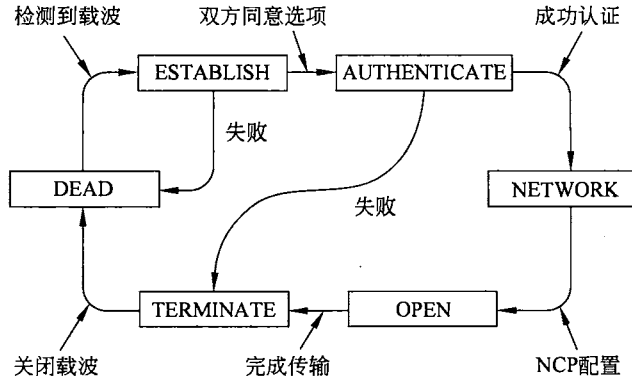 检测到载波
双方同意选项
成功认证
ESTABLISH
AUTHENTICATE
失败
DEAD
NETWORK
失败
TERMINATE
OPEN
关闭载波
完成传输
NCP配置